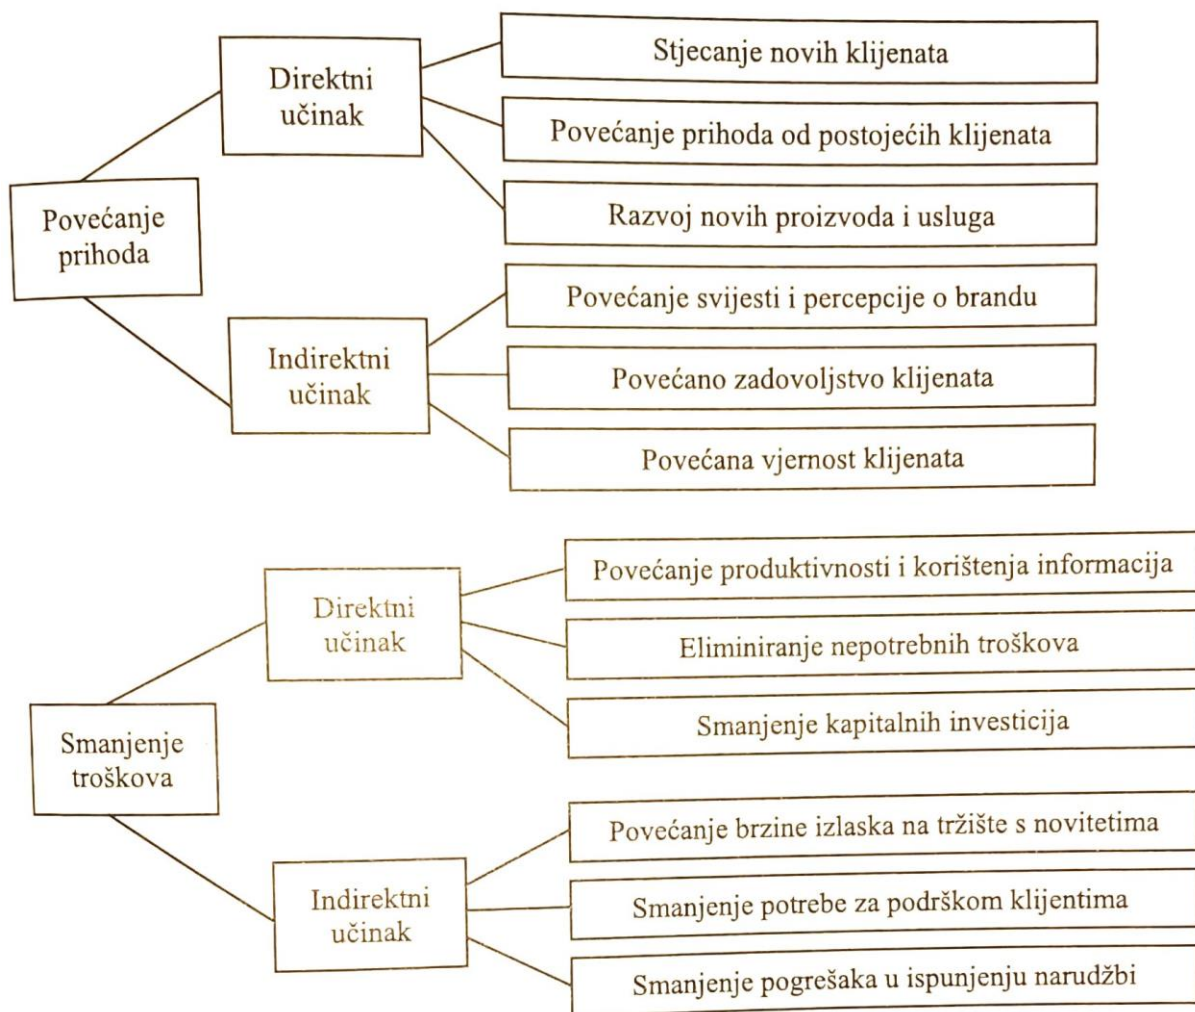 Direktni
učinak
Stjecanje novih klijenata
Povećanje prihoda od postojećih klijenata
Razvoj novih proizvoda i usluga
Povećanje
prihoda
Indirektni
učinak
Povećanje svijesti i percepcije o brandu
Povećano zadovoljstvo klijenata
Povećana vjernost klijenata
Direktni
učinak
Povećanje produktivnosti i korištenja informacija
Eliminiranje nepotrebnih troškova
Smanjenje kapitalnih investicija
Smanjenje
troškova
Indirektni
učinak
Povećanje brzine izlaska na tržište s novitetima
Smanjenje potrebe za podrškom klijentima
Smanjenje pogrešaka u ispunjenju narudžbi